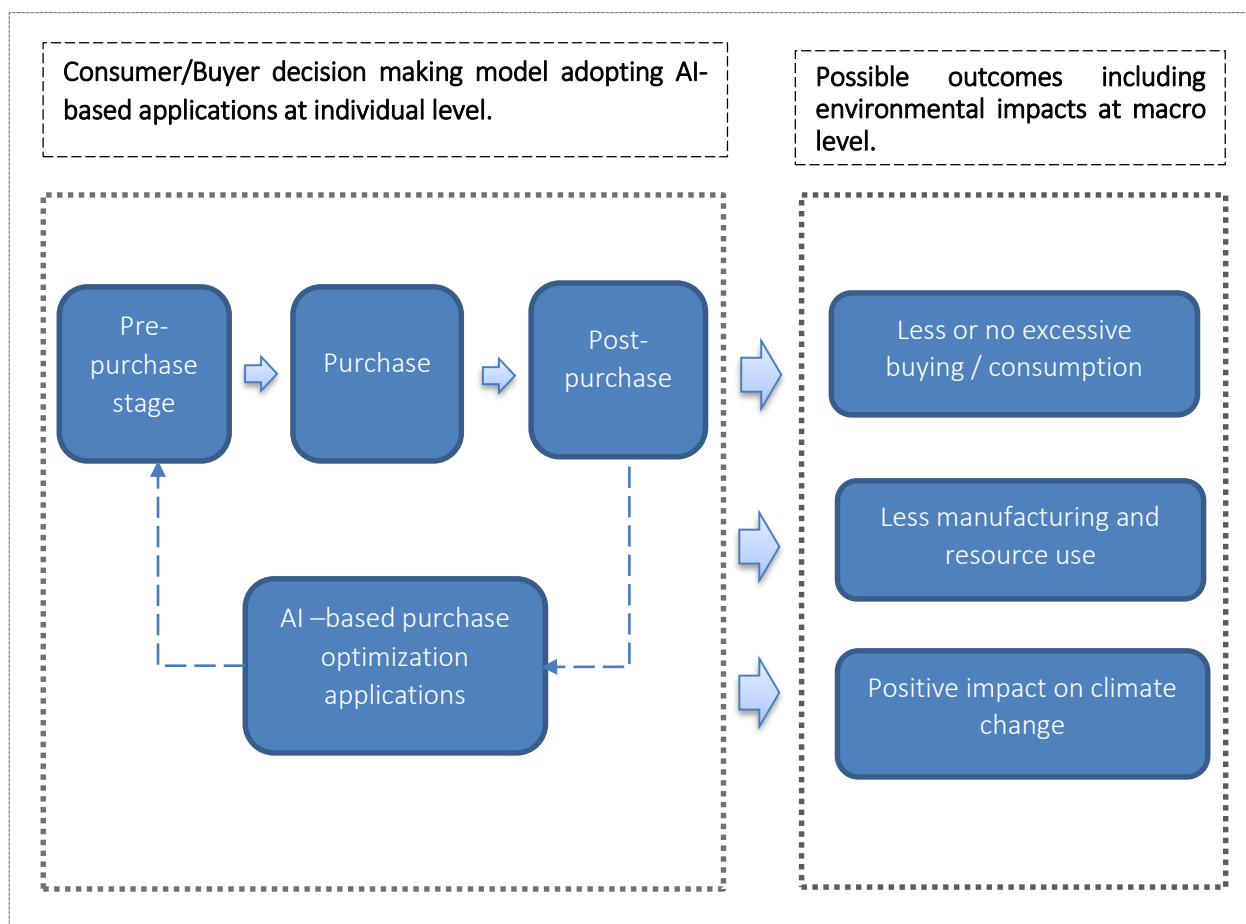 Consumer/Buyer decision making model adopting AI-
based applications at individual level.
Possible outcomes including
environmental impacts at macro
level.
Pre-
purchase
stage
Purchase
Post-
purchase
AI –based purchase
optimization
applications
Less or no excessive
buying / consumption
Less manufacturing and
resource use
Positive impact on climate
change